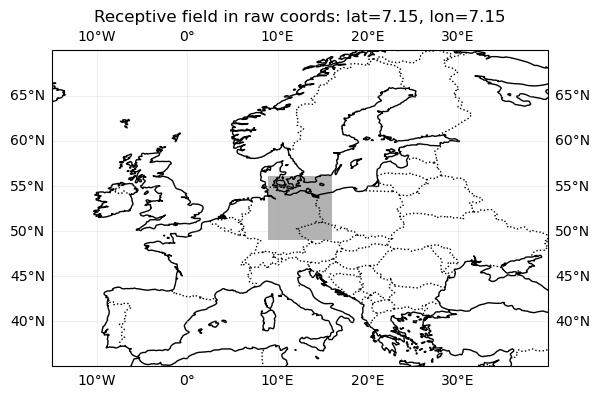 Receptive field in raw coords: lat=7.15, lon=7.15
10°W 0° 10°E 20°E 30°E
65°N 65°N
60°N 60°N
55°N 55°N
50°N 50°N
45°N 45°N
40°N 40°N
10°W 0° 10°E 20°E 30°E